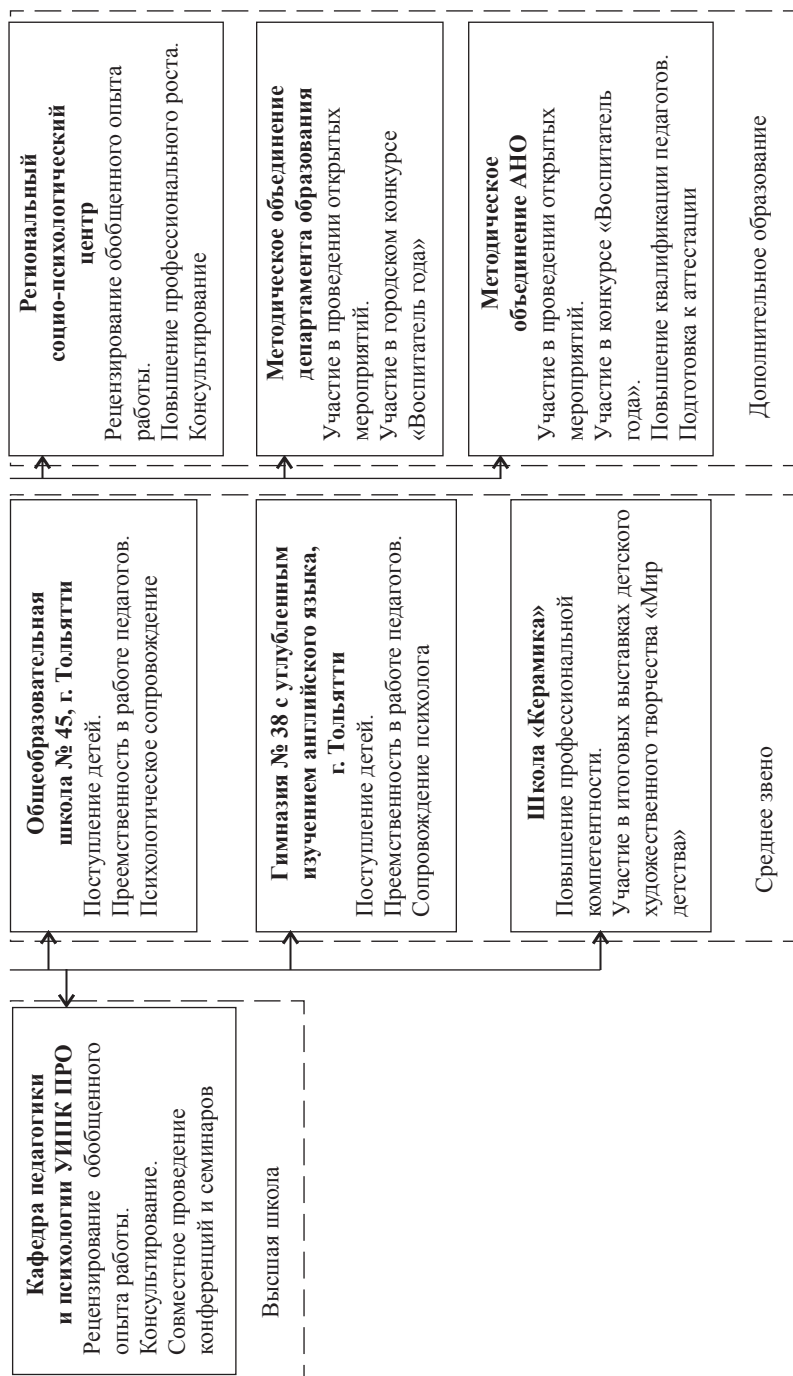 Кафедра педагогики
и психологии УИПК ПРО
Рецензирование обобщенного
опыта работы.
Консультирование.
Совместное проведение
конференций и семинаров
Высшая школа
Общеобразовательная
школа № 45, г. Тольятти
Поступление детей.
Преемственность в работе педагогов.
Психологическое сопровождение
Гимназия № 38 с углубленным
изучением английского языка,
г. Тольятти
Поступление детей.
Преемственность в работе педагогов.
Сопровождение психолога
Школа «Керамика»
Повышение профессиональной
компетентности.
Участие в итоговых выставках детского
художественного творчества «Мир
детства»
Среднее звено
Региональный
социо-психологический
центр
Рецензирование обобщенного опыта
работы.
Повышение профессионального роста.
Консультирование
Методическое объединение
департамента образования
Участие в проведении открытых
мероприятий.
Участие в городском конкурсе
«Воспитатель года»
Методическое
объединение АНО
Участие в проведении открытых
мероприятий.
Участие в конкурсе «Воспитатель
года».
Повышение квалификации педагогов.
Подготовка к аттестации
Дополнительное образование